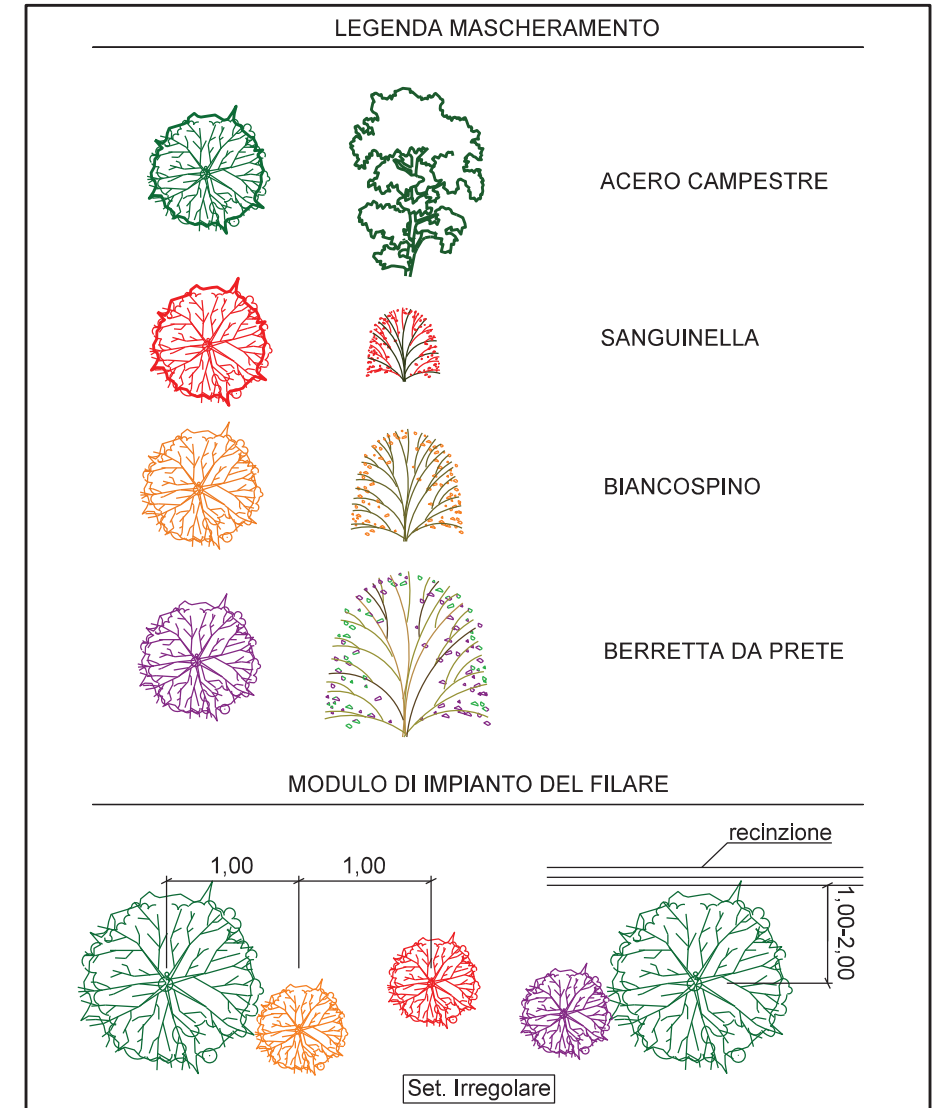 LEGENDA MASCHERAMENTO
ACERO CAMPESTRE
SANGUINELLA
BIANCOSPINO
BERRETTA DA PRETE
MODULO DI IMPIANTO DEL FILARE
recinzione
1,00
1,00
1,00-2,00
Set. Irregolare